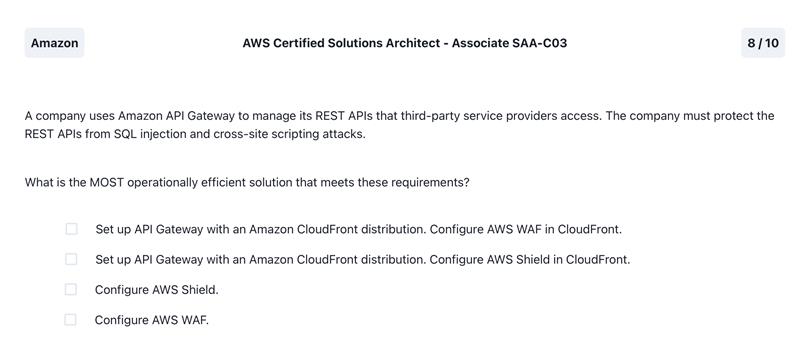 Amazon
AWS Certified Solutions Architect - Associate SAA-C03
8 / 10
A company uses Amazon API Gateway to manage its REST APIs that third-party service providers access. The company must protect the
REST APIs from SQL injection and cross-site scripting attacks.
What is the MOST operationally efficient solution that meets these requirements?
Set up API Gateway with an Amazon CloudFront distribution. Configure AWS WAF in CloudFront.
Set up API Gateway with an Amazon CloudFront distribution. Configure AWS Shield in CloudFront.
Configure AWS Shield.
Configure AWS WAF.